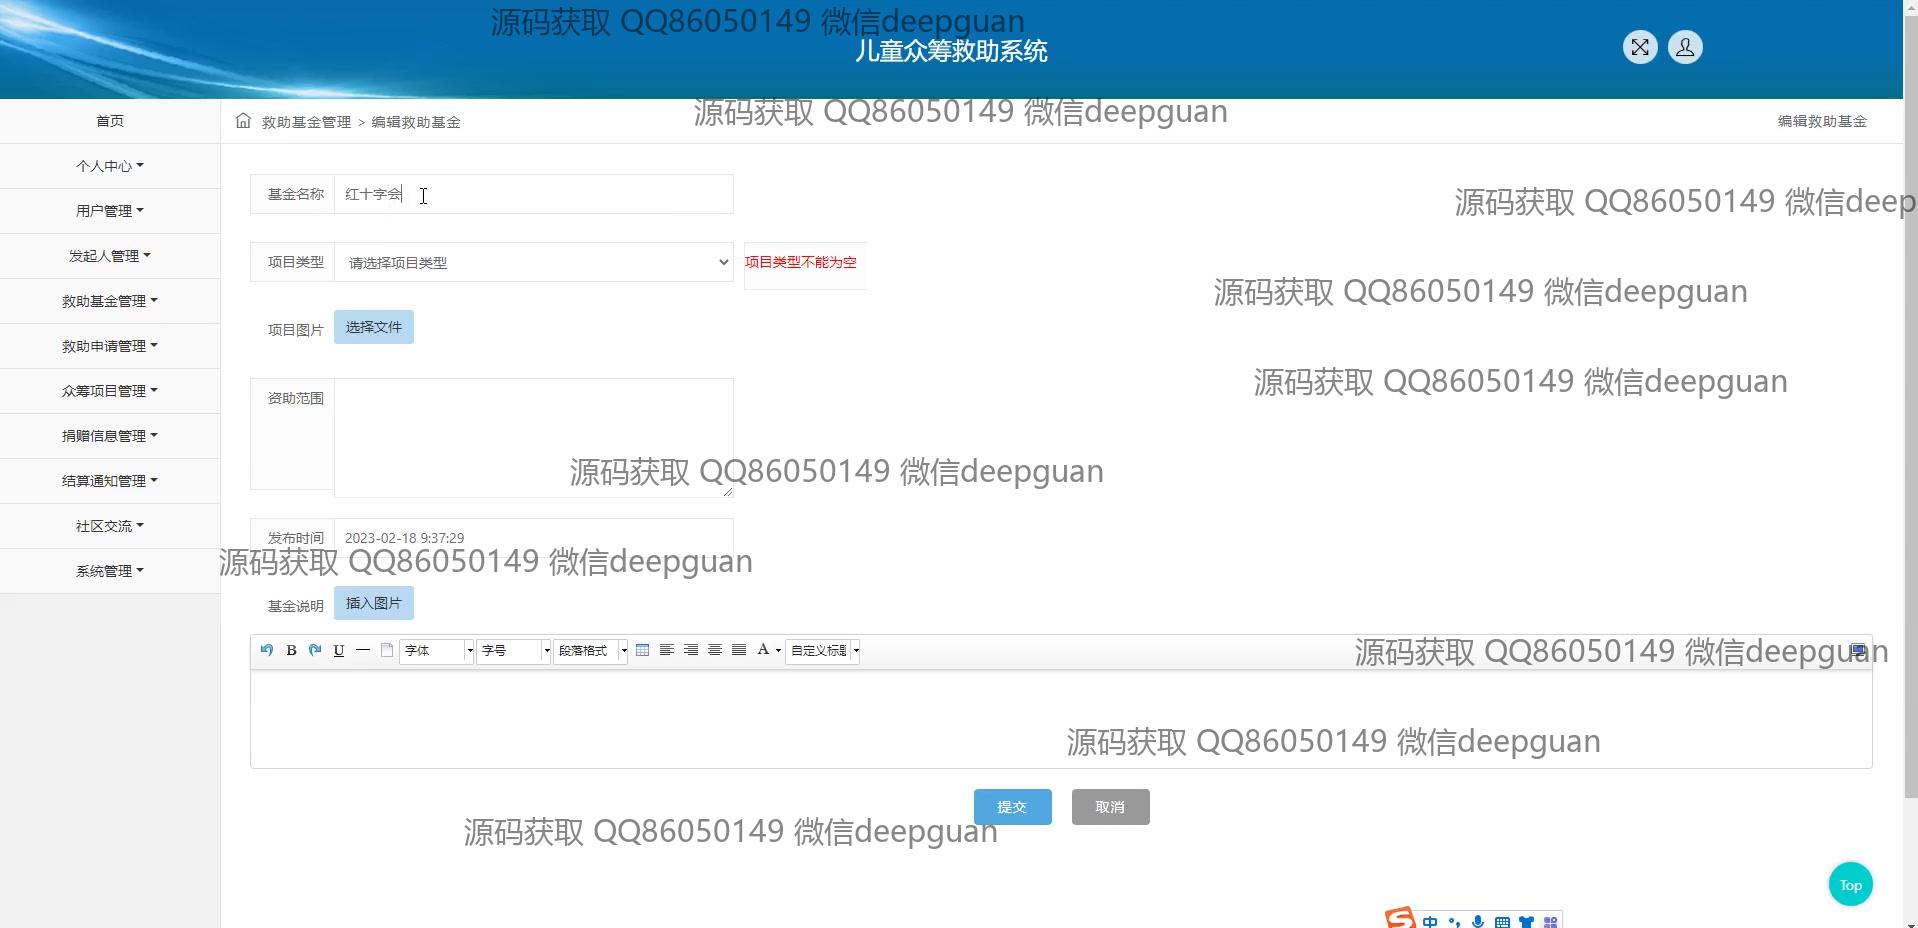 源码获取 QQ86050149 微信deepguan
儿童众筹救助系统
源码获取 QQ86050149 微信deepguan
首页
救助基金管理 > 编辑救助基金
编辑救助基金
个人中心
用户管理
发起人管理
救助基金管理
救助申请管理
众筹项目管理
捐赠信息管理
结算通知管理
社区交流
系统管理
基金名称 红十字会
源码获取 QQ86050149 微信deep
项目类型 请选择项目类型 项目类型不能为空
源码获取 QQ86050149 微信deepguan
项目图片 选择文件
源码获取 QQ86050149 微信deepguan
资助范围
源码获取 QQ86050149 微信deepguan
发布时间 2023-02-18 9:37:29
源码获取 QQ86050149 微信deepguan
基金说明 插入图片
B U 字体 字号 段落格式 A 自定义标题
源码获取 QQ86050149 微信deepguan
源码获取 QQ86050149 微信deepguan
提交 取消
源码获取 QQ86050149 微信deepguan
Top
S 中